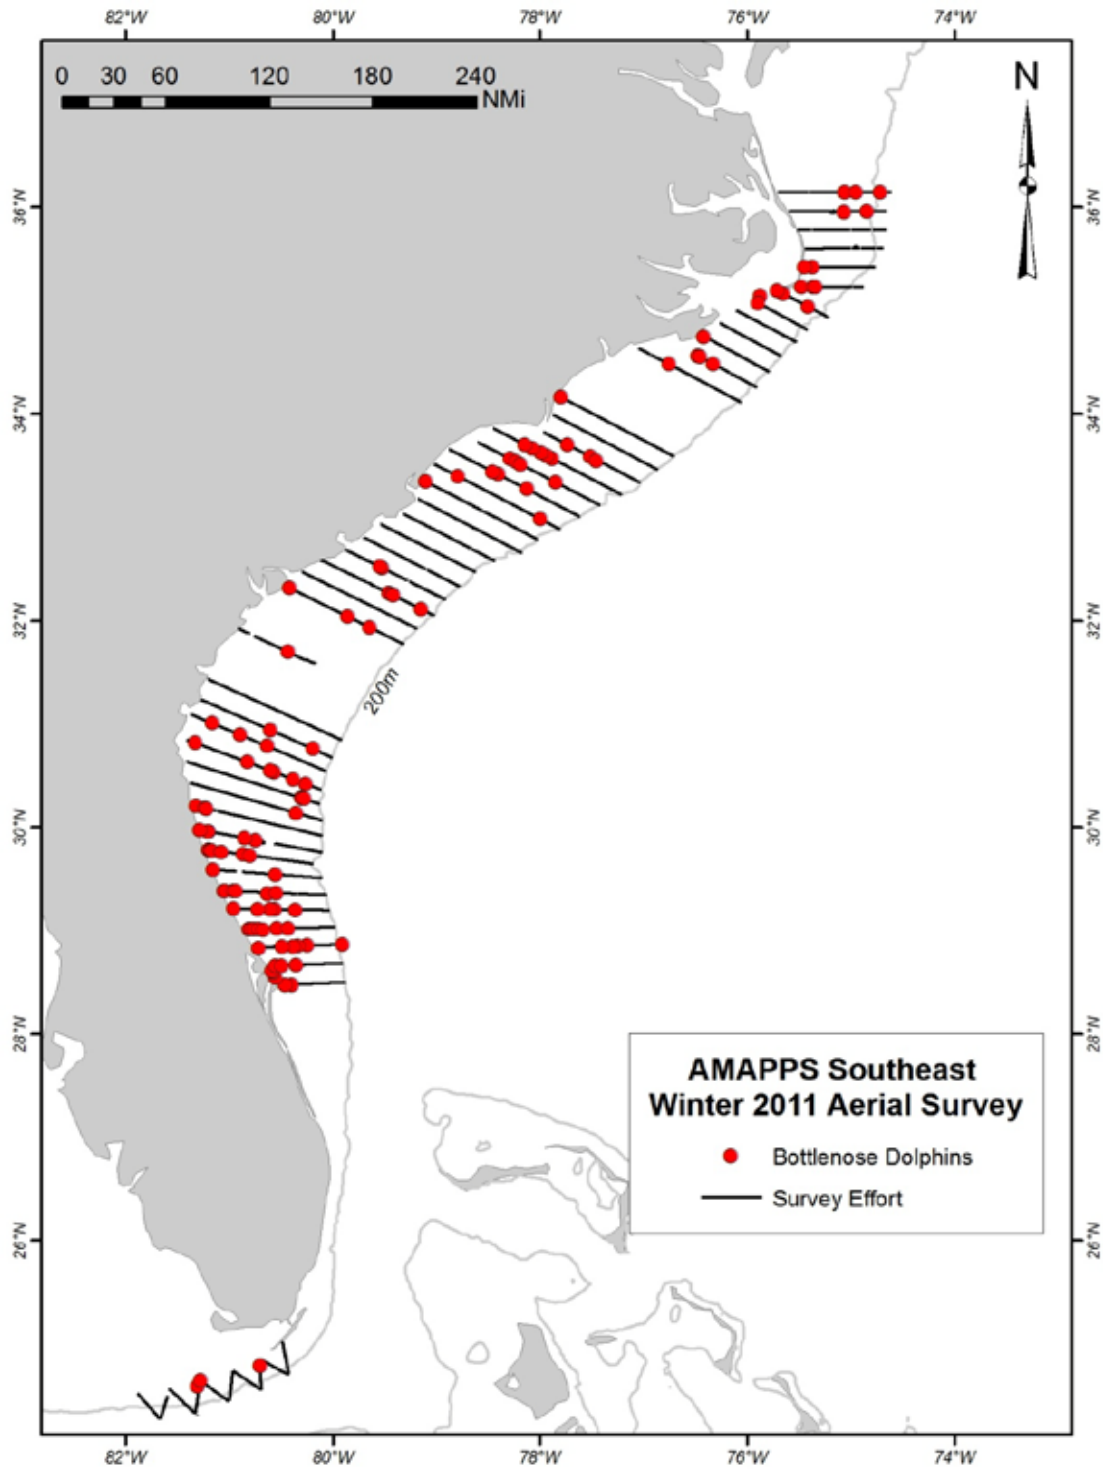 82°W 80°W 78°W 76°W 74°W
0 30 60 120 180 240
NMi
N
36°N 36°N
34°N 34°N
32°N 32°N
200m
30°N 30°N
28°N 28°N
AMAPPS Southeast
Winter 2011 Aerial Survey
Bottlenose Dolphins
Survey Effort
26°N 26°N
82°W 80°W 78°W 76°W 74°W